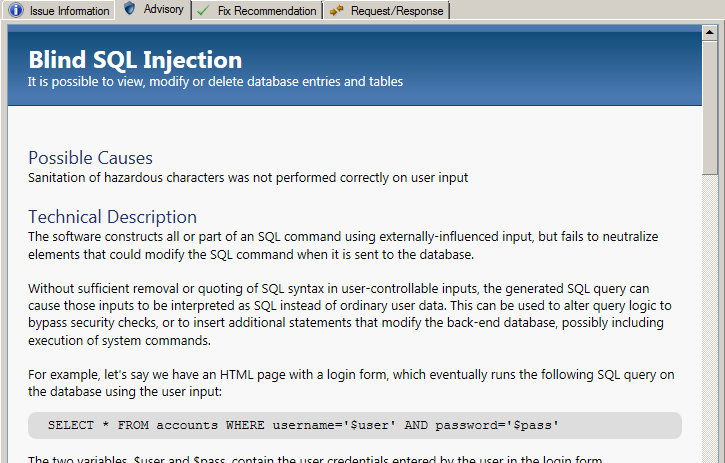 Issue Information Advisory Fix Recommendation Request/Response
Blind SQL Injection
It is possible to view, modify or delete database entries and tables
Possible Causes
Sanitation of hazardous characters was not performed correctly on user input
Technical Description
The software constructs all or part of an SQL command using externally-influenced input, but fails to neutralize
elements that could modify the SQL command when it is sent to the database.
Without sufficient removal or quoting of SQL syntax in user-controllable inputs, the generated SQL query can
cause those inputs to be interpreted as SQL instead of ordinary user data. This can be used to alter query logic to
bypass security checks, or to insert additional statements that modify the back-end database, possibly including
execution of system commands.
For example, let's say we have an HTML page with a login form, which eventually runs the following SQL query on
the database using the user input:
SELECT * FROM accounts WHERE username='$user' AND password='$pass'
The two variables, $user and $pass, contain the user credentials entered by the user in the login form.